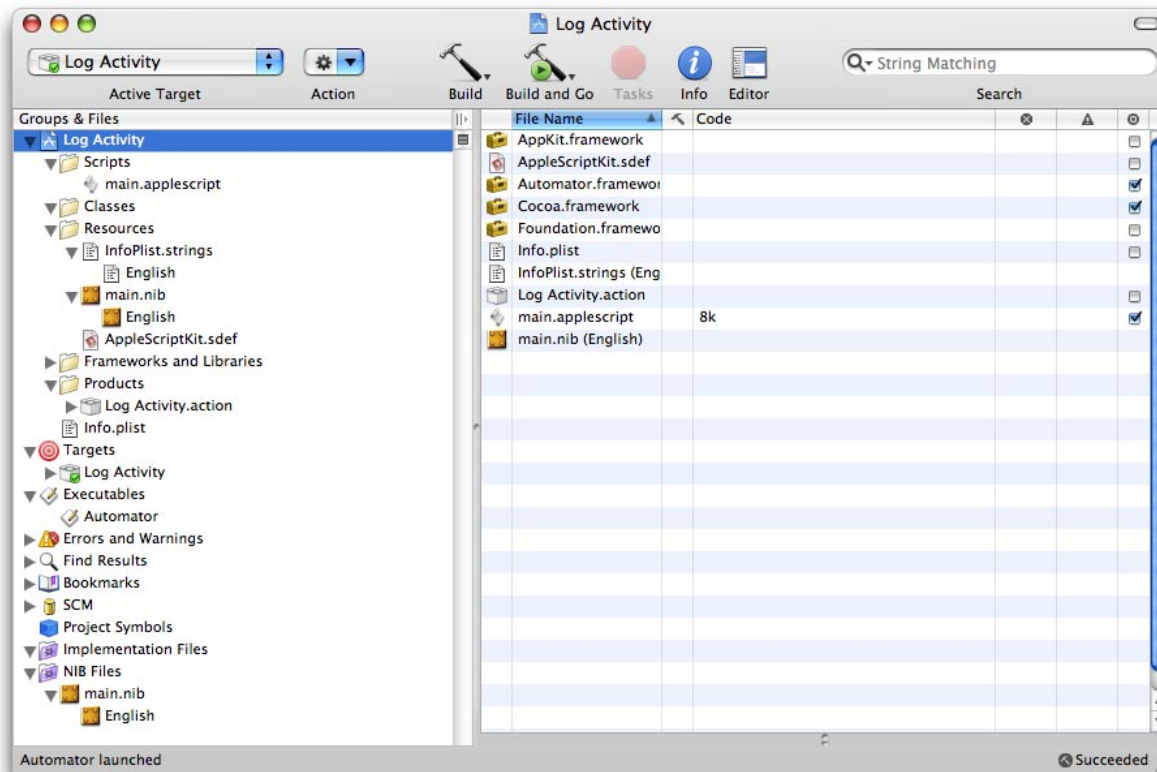 Log Activity
Log Activity
Active Target
Action
Build
Build and Go
Tasks
Info
Editor
String Matching
Search
Groups & Files
Log Activity
Scripts
main.applescript
Classes
Resources
InfoPlist.strings
English
main.nib
English
AppleScriptKit.sdef
Frameworks and Libraries
Products
Log Activity.action
Info.plist
Targets
Log Activity
Executables
Automator
Errors and Warnings
Find Results
Bookmarks
SCM
Project Symbols
Implementation Files
NIB Files
main.nib
English
File Name Code
AppKit.framework
AppleScriptKit.sdef
Automator.framewor
Cocoa.framework
Foundation.framewo
Info.plist
InfoPlist.strings (Eng
Log Activity.action
main.applescript 8k
main.nib (English)
Automator launched
Succeeded